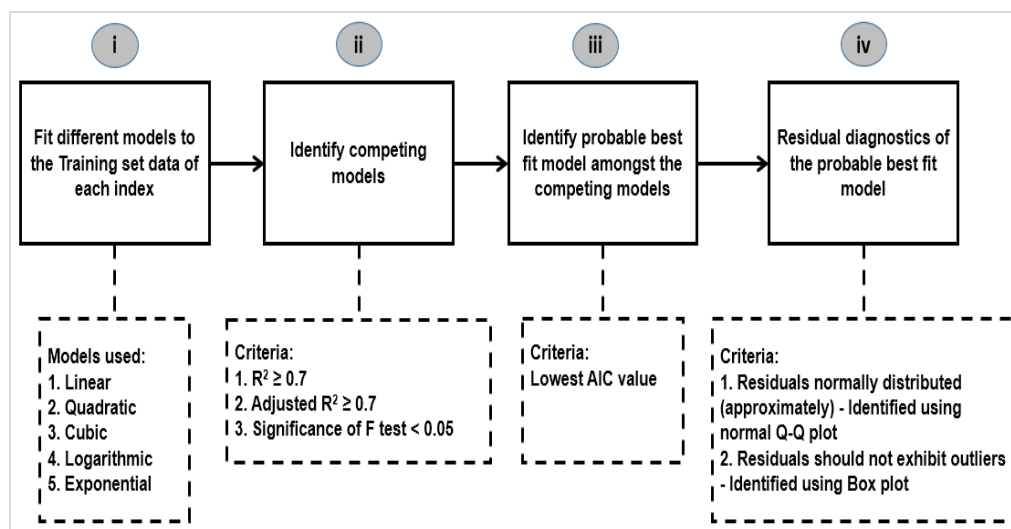 i
Fit different models to
the Training set data of
each index
ii
Identify competing
models
iii
Identify probable best
fit model amongst the
competing models
iv
Residual diagnostics of
the probable best fit
model
Models used:
1. Linear
2. Quadratic
3. Cubic
4. Logarithmic
5. Exponential
Criteria:
1. R² ≥ 0.7
2. Adjusted R² ≥ 0.7
3. Significance of F test < 0.05
Criteria:
Lowest AIC value
Criteria:
1. Residuals normally distributed
(approximately) - Identified using
normal Q-Q plot
2. Residuals should not exhibit outliers
- Identified using Box plot